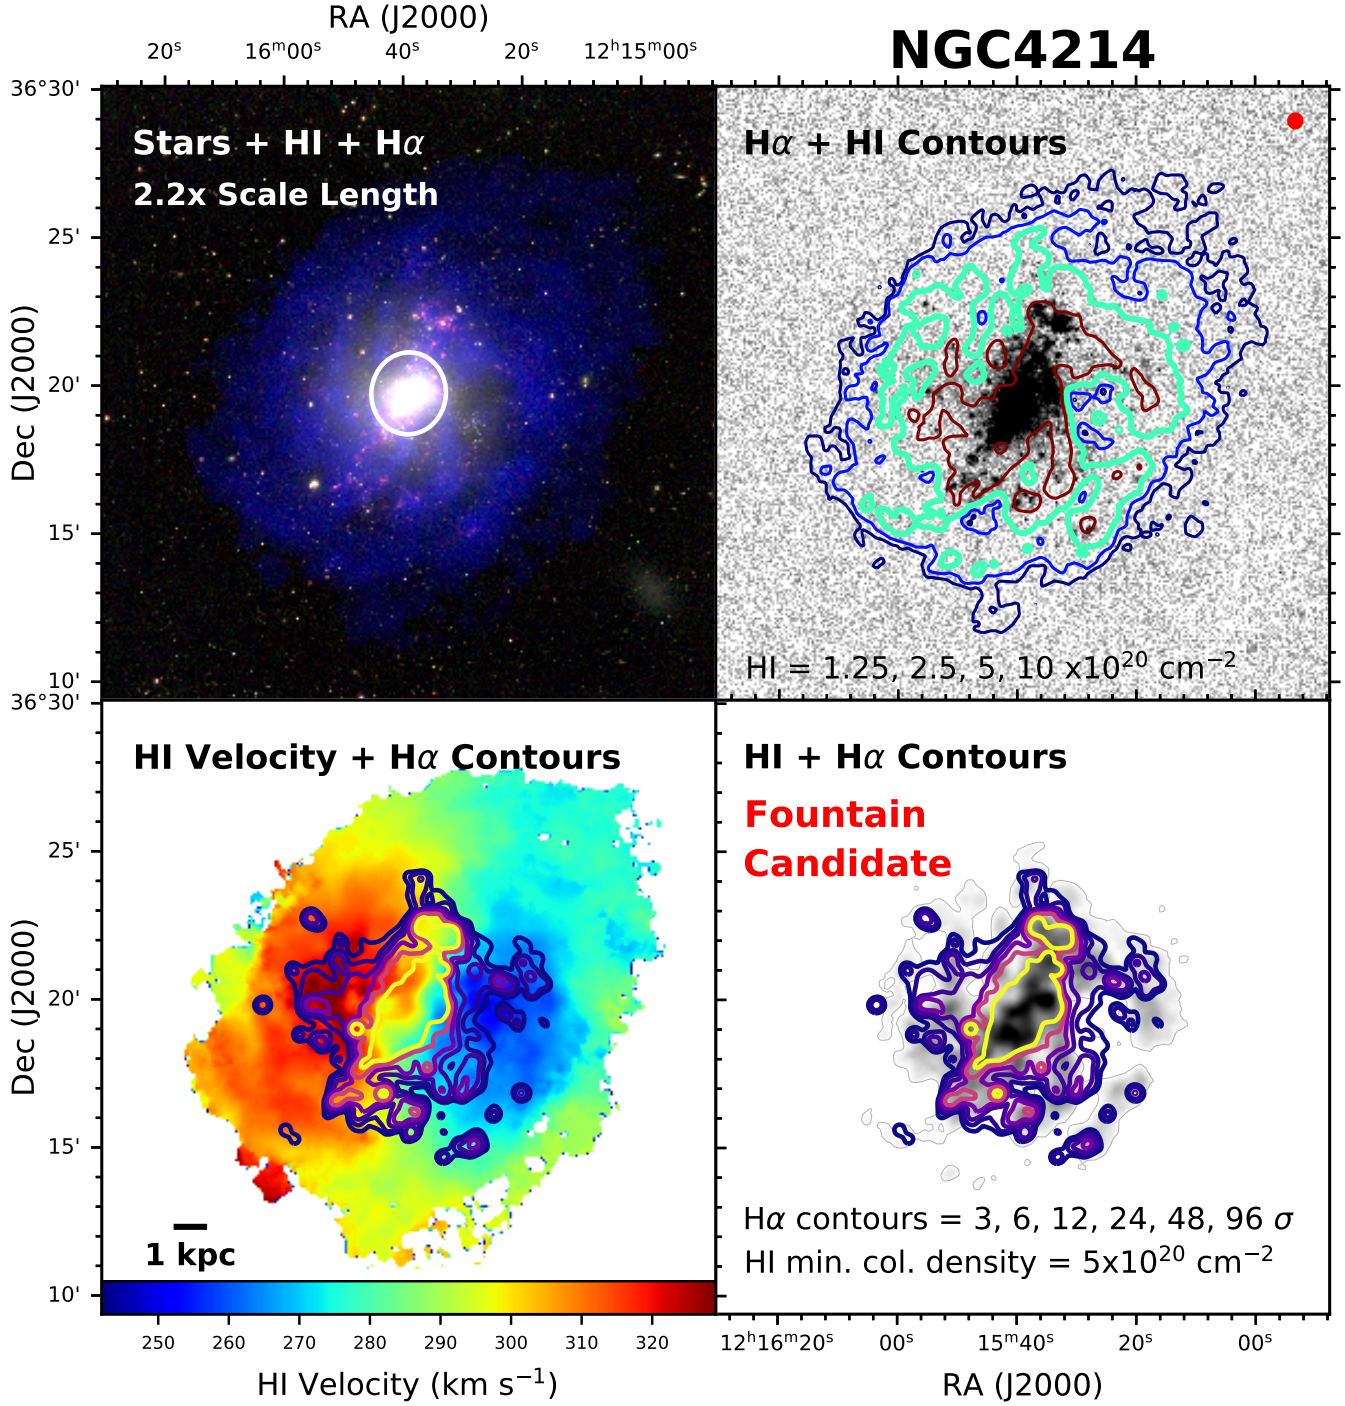 RA (J2000)
20ˢ 16ᵐ00ˢ 40ˢ 20ˢ 12ʰ15ᵐ00ˢ
NGC4214
36°30'
25'
20'
15'
10'
Dec (J2000)
Stars + HI + Hα
2.2x Scale Length
Hα + HI Contours
HI = 1.25, 2.5, 5, 10 x10²⁰ cm⁻²
36°30'
25'
20'
15'
10'
Dec (J2000)
HI Velocity + Hα Contours
1 kpc
250 260 270 280 290 300 310 320
HI Velocity (km s⁻¹)
HI + Hα Contours
Fountain
Candidate
Hα contours = 3, 6, 12, 24, 48, 96 σ
HI min. col. density = 5x10²⁰ cm⁻²
12ʰ16ᵐ20ˢ 00ˢ 15ᵐ40ˢ 20ˢ 00ˢ
RA (J2000)